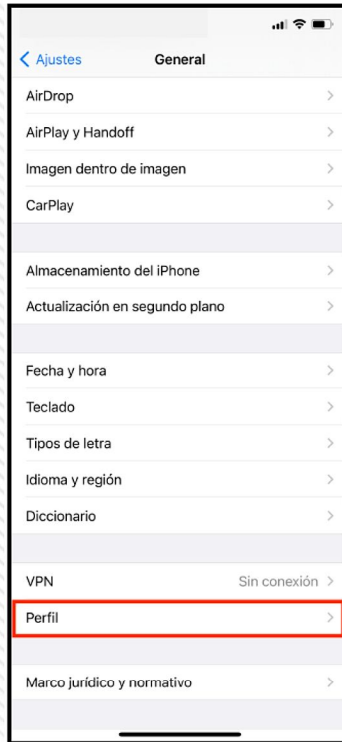 Ajustes General
AirDrop
AirPlay y Handoff
Imagen dentro de imagen
CarPlay
Almacenamiento del iPhone
Actualización en segundo plano
Fecha y hora
Teclado
Tipos de letra
Idioma y región
Diccionario
VPN Sin conexión
Perfil
Marco jurídico y normativo